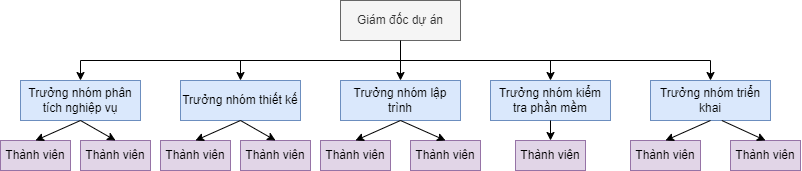 Giám đốc dự án
Trưởng nhóm phân
tích nghiệp vụ
Trưởng nhóm thiết kế
Trưởng nhóm lập
trình
Trưởng nhóm kiểm
tra phần mềm
Trưởng nhóm triển
khai
Thành viên
Thành viên
Thành viên
Thành viên
Thành viên
Thành viên
Thành viên
Thành viên
Thành viên